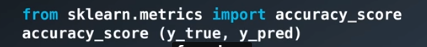 from sklearn.metrics import accuracy_score
accuracy_score (y_true, y_pred)